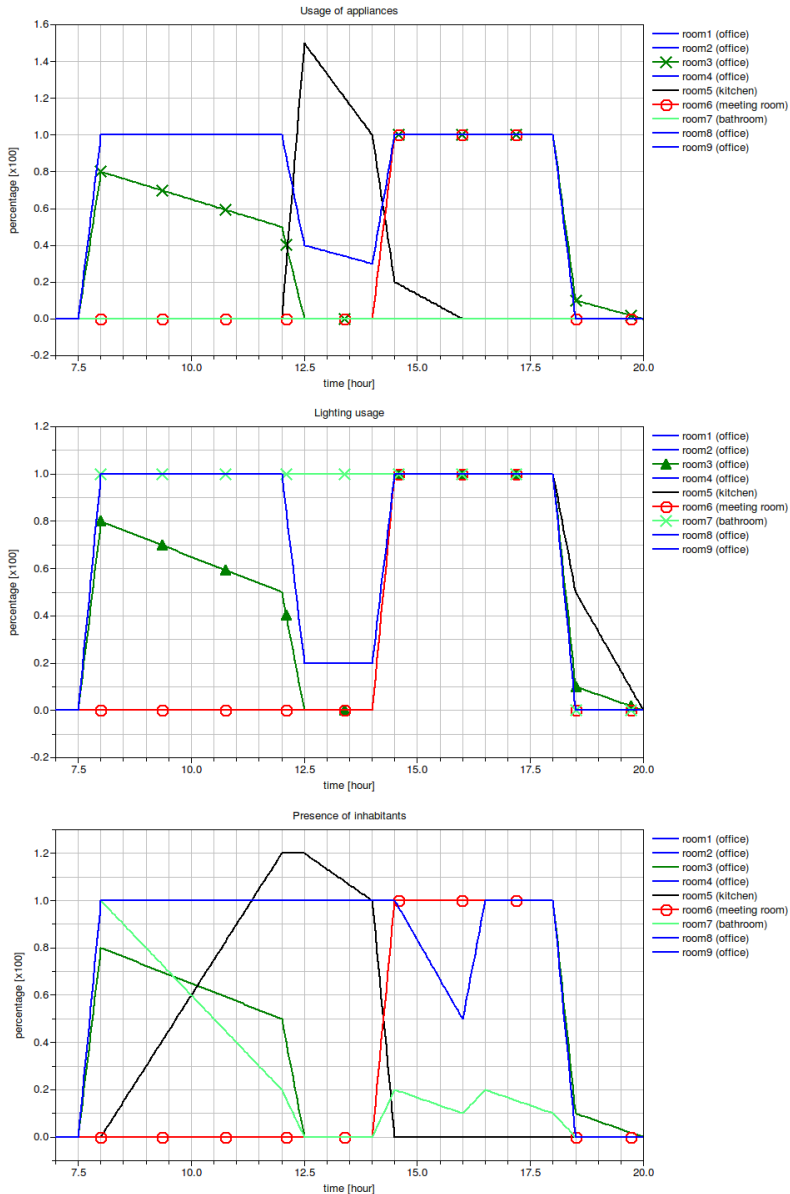 Usage of appliances
1.6
1.4
1.2
1.0
0.8
0.6
0.4
0.2
0.0
-0.2
percentage [x100]
7.5 10.0 12.5 15.0 17.5 20.0
time [hour]
room1 (office)
room2 (office)
room3 (office)
room4 (office)
room5 (kitchen)
room6 (meeting room)
room7 (bathroom)
room8 (office)
room9 (office)
Lighting usage
1.2
1.0
0.8
0.6
0.4
0.2
0.0
-0.2
percentage [x100]
7.5 10.0 12.5 15.0 17.5 20.0
time [hour]
room1 (office)
room2 (office)
room3 (office)
room4 (office)
room5 (kitchen)
room6 (meeting room)
room7 (bathroom)
room8 (office)
room9 (office)
Presence of inhabitants
1.2
1.0
0.8
0.6
0.4
0.2
0.0
percentage [x100]
7.5 10.0 12.5 15.0 17.5 20.0
time [hour]
room1 (office)
room2 (office)
room3 (office)
room4 (office)
room5 (kitchen)
room6 (meeting room)
room7 (bathroom)
room8 (office)
room9 (office)